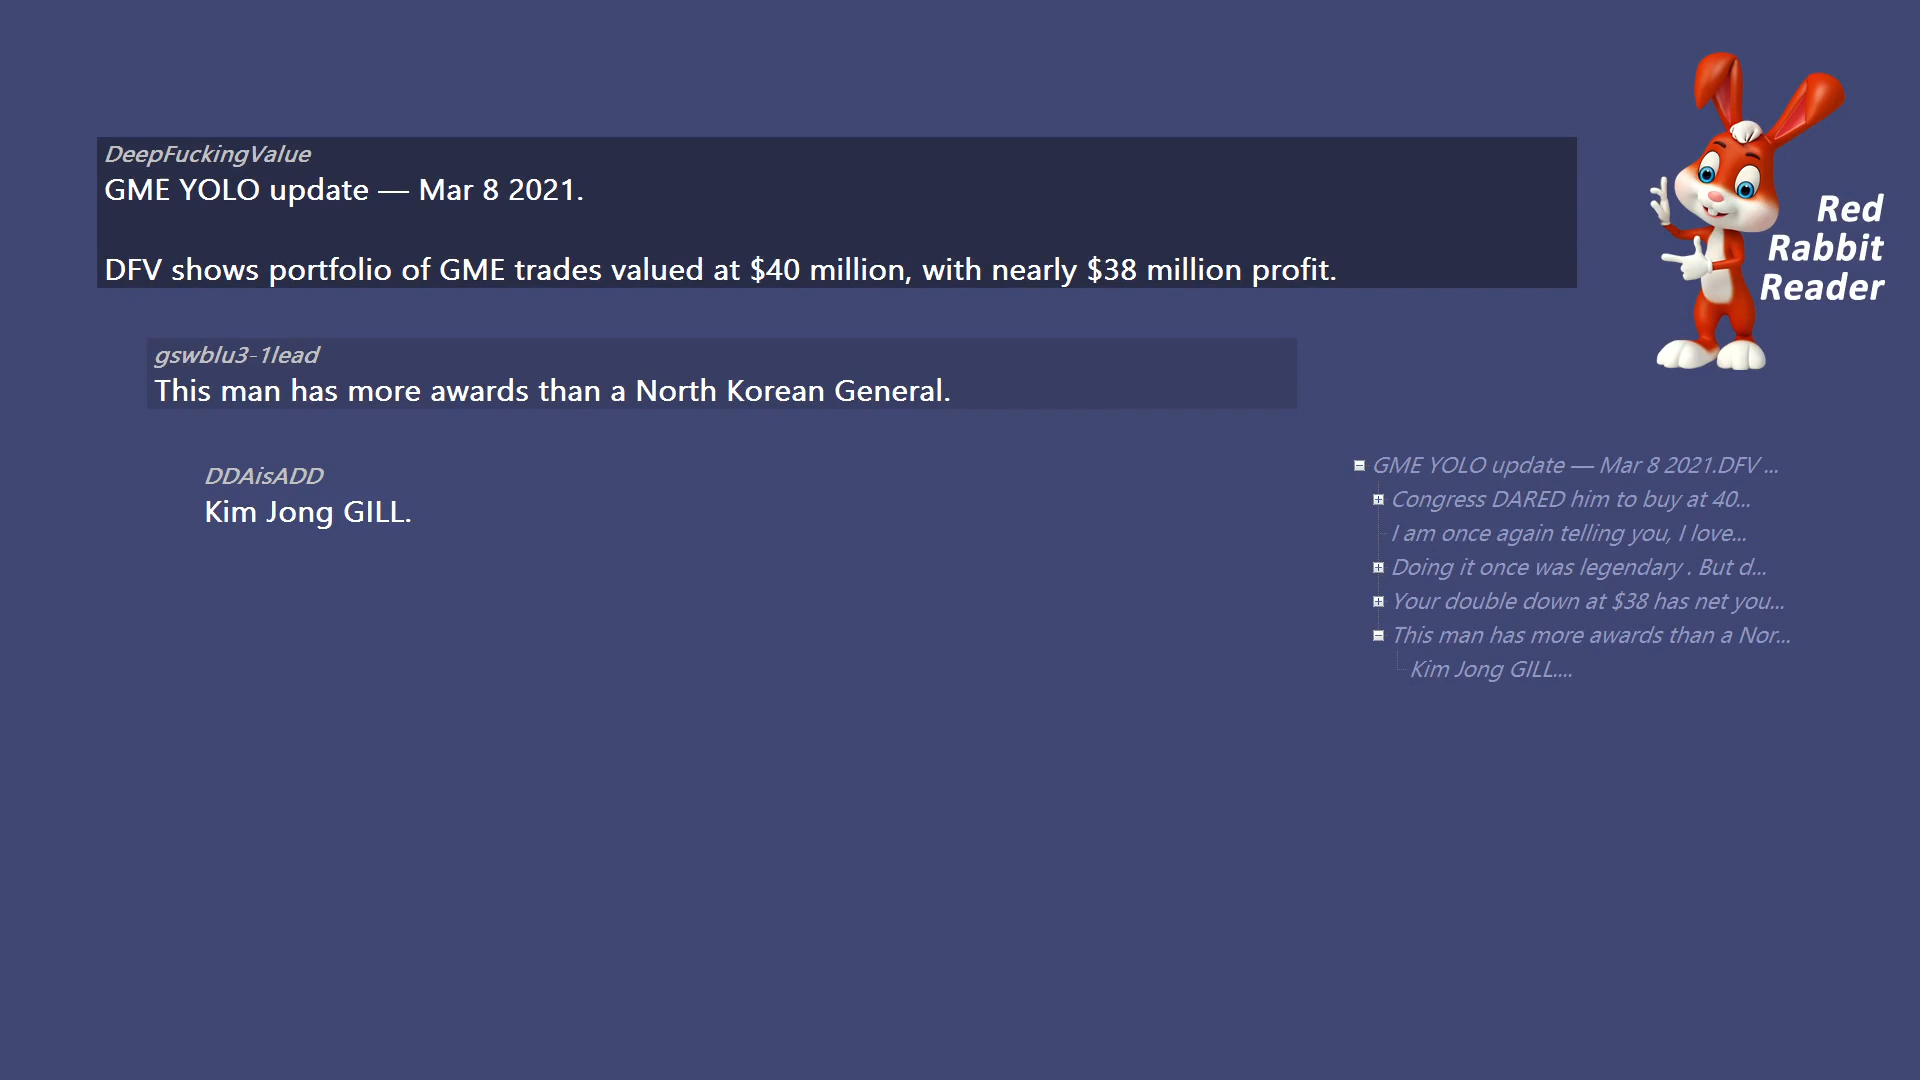 DeepFuckingValue
GME YOLO update — Mar 8 2021.
DFV shows portfolio of GME trades valued at $40 million, with nearly $38 million profit.
gswblu3-1lead
This man has more awards than a North Korean General.
DDAisADD
Kim Jong GILL.
Red
Rabbit
Reader
GME YOLO update — Mar 8 2021.DFV ...
Congress DARED him to buy at 40...
I am once again telling you, I love...
Doing it once was legendary . But d...
Your double down at $38 has net you...
This man has more awards than a Nor...
Kim Jong GILL....